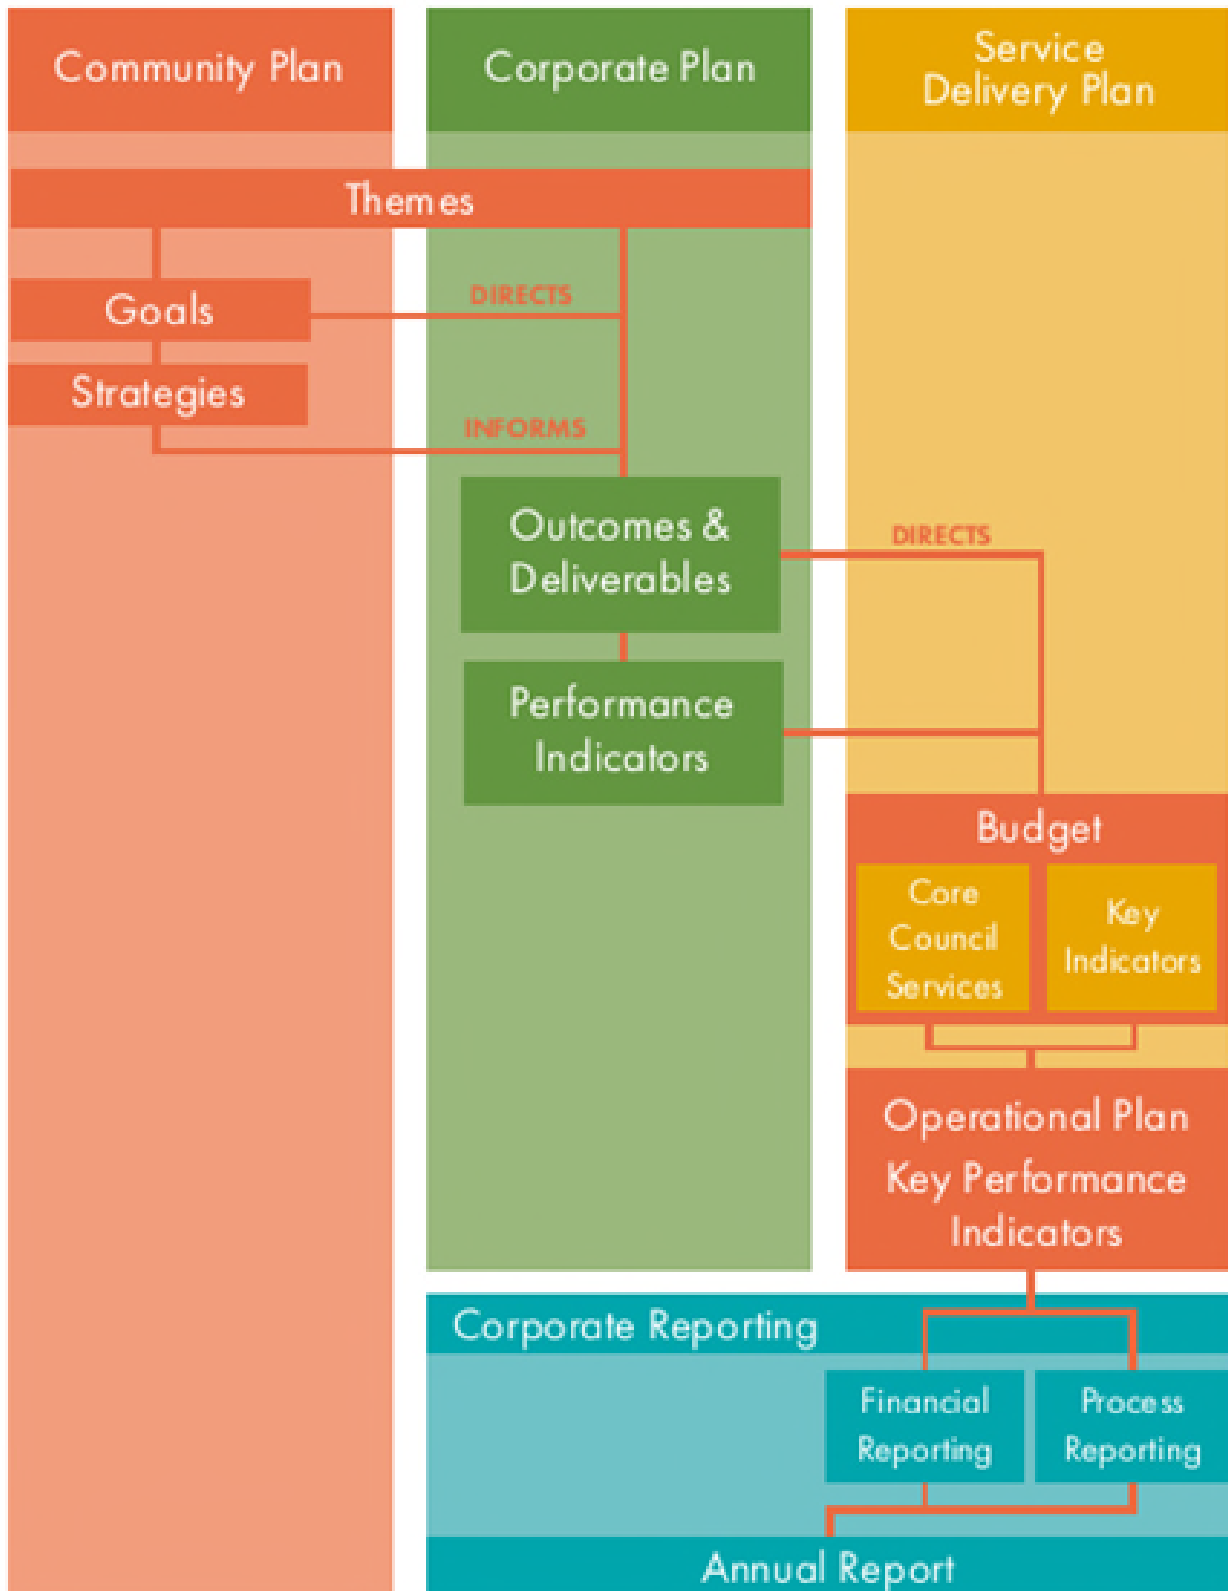 Community Plan
Corporate Plan
Service
Delivery Plan
Themes
Goals
DIRECTS
Strategies
INFORMS
Outcomes &
Deliverables
DIRECTS
Performance
Indicators
Budget
Core
Council
Services
Key
Indicators
Operational Plan
Key Performance
Indicators
Corporate Reporting
Financial
Reporting
Process
Reporting
Annual Report